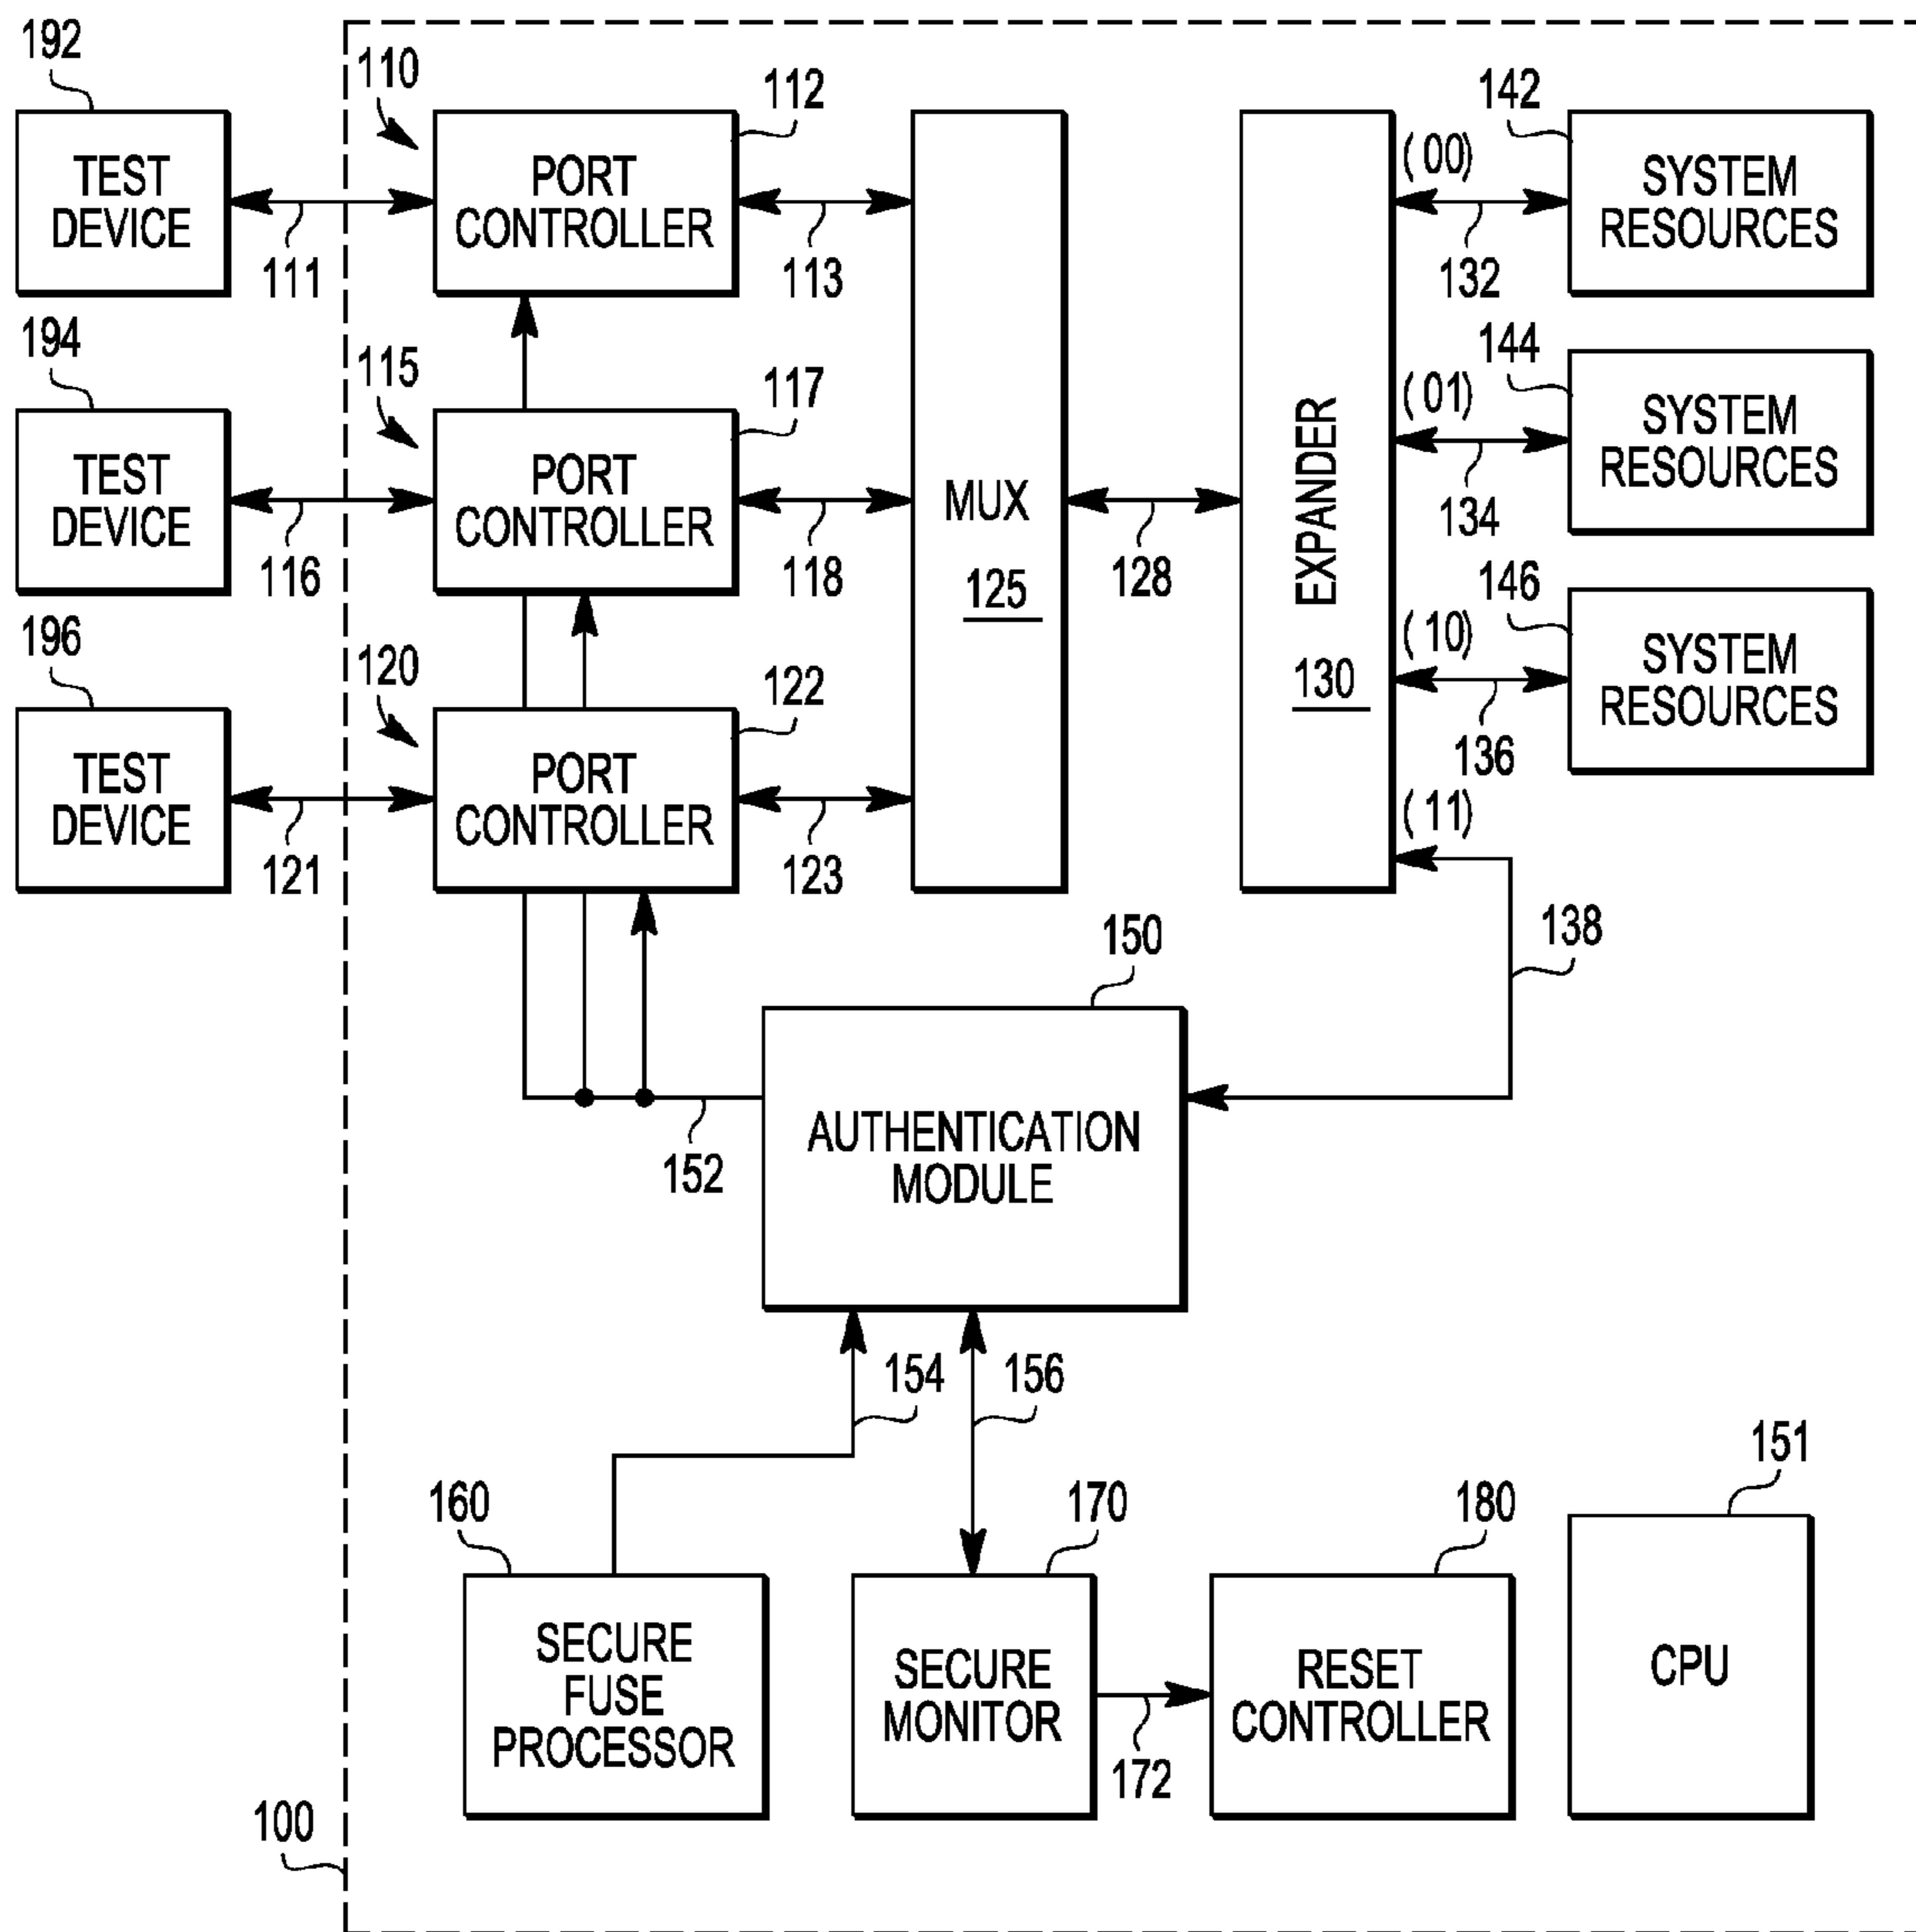 192
110
112
142
TEST
DEVICE
PORT
CONTROLLER
(00)
SYSTEM
RESOURCES
111
113
132
194
115
117
144
TEST
DEVICE
PORT
CONTROLLER
MUX
125
EXPANDER
130
(01)
SYSTEM
RESOURCES
134
116
118
128
146
196
120
122
(10)
SYSTEM
RESOURCES
136
TEST
DEVICE
PORT
CONTROLLER
(11)
121
123
150
138
AUTHENTICATION
MODULE
152
154
156
151
160
170
180
SECURE
FUSE
PROCESSOR
SECURE
MONITOR
RESET
CONTROLLER
CPU
172
100